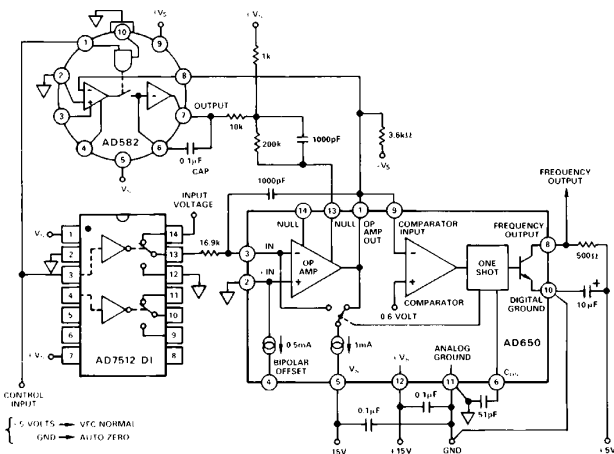 +VS
1
10
9
2
8
3
7
4
6
5
AD582
OUTPUT
0.1μF
CAP
1k
10k
200k
1000pF
3.6kΩ
1000pF
INPUT
VOLTAGE
16.9k
1
2
3
4
5
6
7
14
13
12
11
10
9
8
AD7512 DI
CONTROL
INPUT
VFC NORMAL
GND
AUTO ZERO
14
13
1
9
NULL
NULL
OP
AMP
OUT
COMPARATOR
INPUT
3
IN
2
IN
OP
AMP
COMPARATOR
0.6 VOLT
ONE
SHOT
FREQUENCY
OUTPUT
FREQUENCY
OUTPUT
8
500Ω
10
DIGITAL
GROUND
10μF
+
AD650
0.5mA
1mA
BIPOLAR
OFFSET
ANALOG
GROUND
4
5
12
11
6
0.1μF
0.1μF
51pF
15V
+15V
GND
+5V